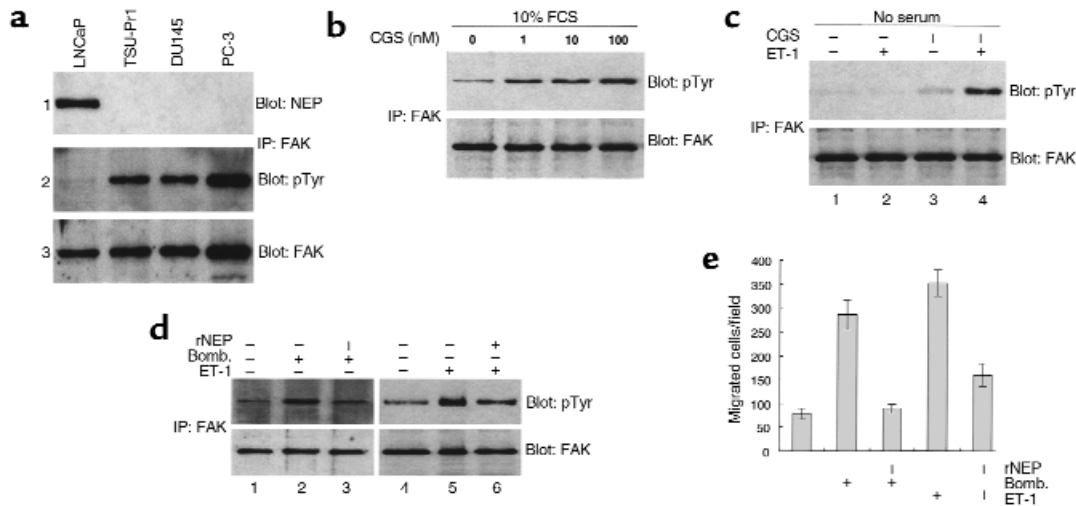 a
LNCaP
TSU-Pr1
DU145
PC-3
1
Blot: NEP
IP: FAK
2
Blot: pTyr
3
Blot: FAK
b
10% FCS
CGS (nM) 0 1 10 100
Blot: pTyr
IP: FAK
Blot: FAK
c
No serum
CGS – – I I
ET-1 – + – +
Blot: pTyr
IP: FAK
Blot: FAK
1 2 3 4
d
rNEP – – I – – +
Bomb. – + +
ET-1 – + +
Blot: pTyr
IP: FAK
Blot: FAK
1 2 3 4 5 6
e
Migrated cells/field
400
350
300
250
200
150
100
50
0
rNEP I I
Bomb. + +
ET-1 + I